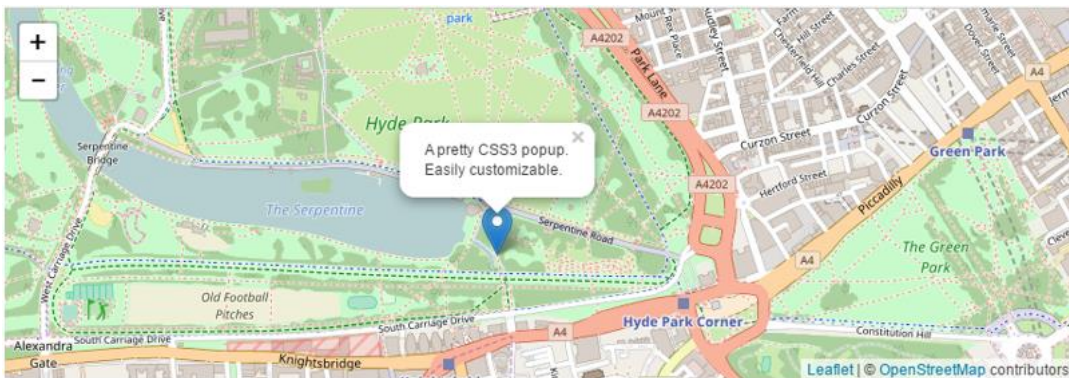 +
−
park
Mount St
Rex Place
A4202
Park Lane
Audley Street
Farm
Hill Street
Chesterfield Hill
Charles Street
Curzon Street
Dover Street
A4
Hyde Park
A4202
Serpentine
Bridge
A pretty CSS3 popup.
Easily customizable.
×
Curzon Street
Green Park
Hertford Street
A4202
Piccadilly
The Serpentine
Serpentine Road
West Carriage Drive
The Green
Park
A4
Old Football
Pitches
South Carriage Drive
Hyde Park Corner
Constitution Hill
Alexandra
Gate
South Carriage Drive
A4
Knightsbridge
Leaflet | © OpenStreetMap contributors